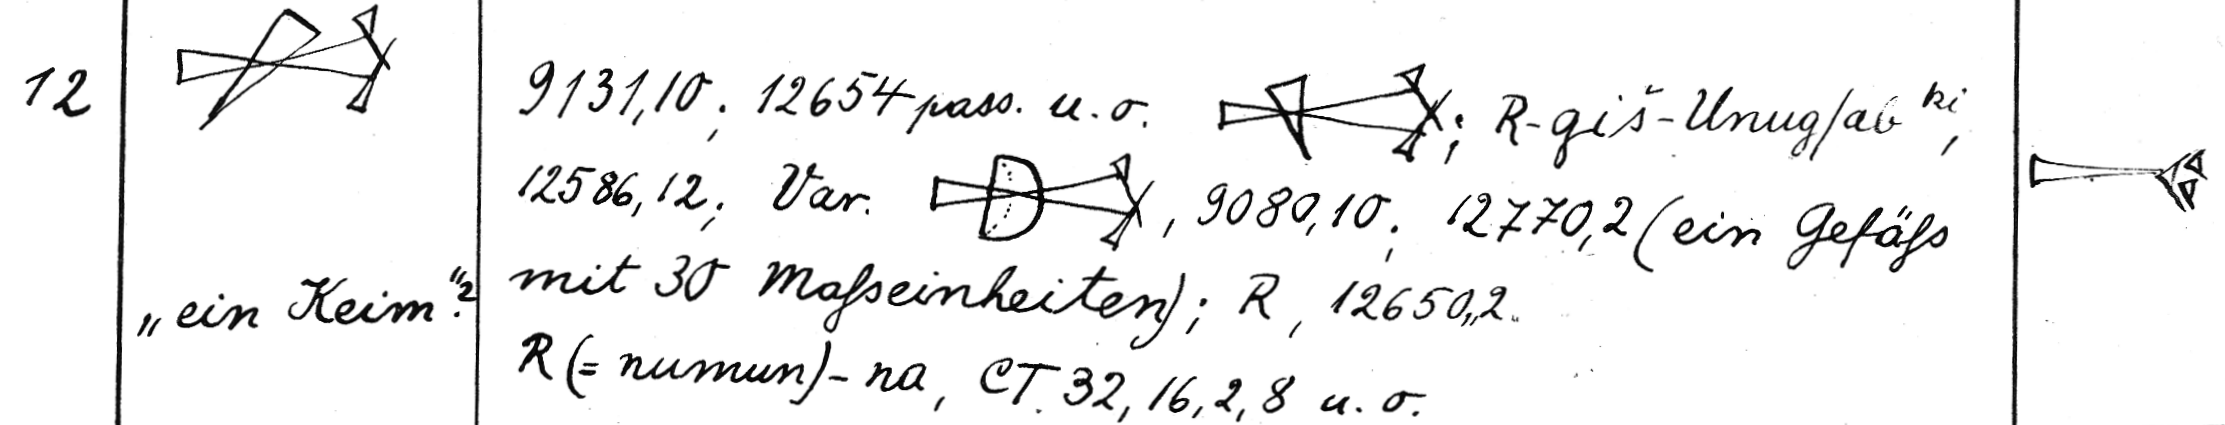 12
9131,10; 12654 pass. u. o. ; R-giš-Unug/ab ki,
12586,12; Var. , 9080,10; 12770,2 (ein Gefäſs
„ein Keim“?
mit 30 Maſseinheiten); R, 12650,2.
R (= numun)-na, CT. 32, 16, 2, 8 u. o.